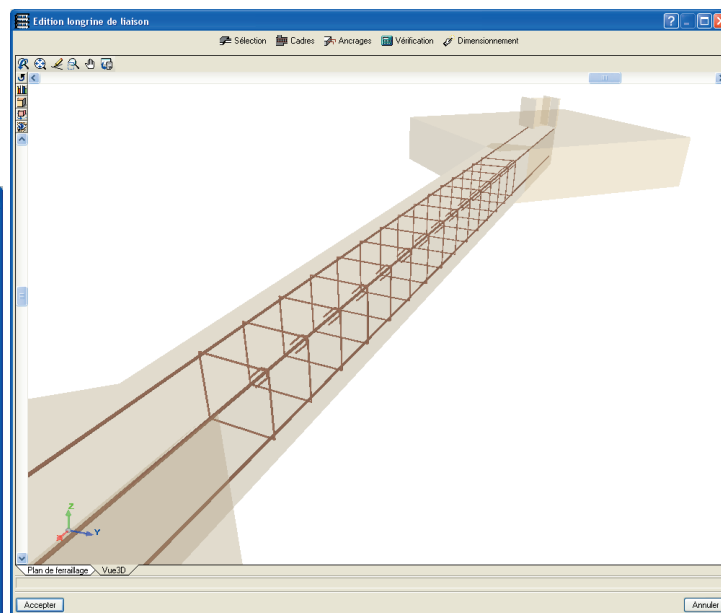 Edition longrine de liaison
Sélection Cadres Ancrages Vérification Dimensionnement
Z
X Y
Plan de ferraillage Vue3D
Accepter Annuler